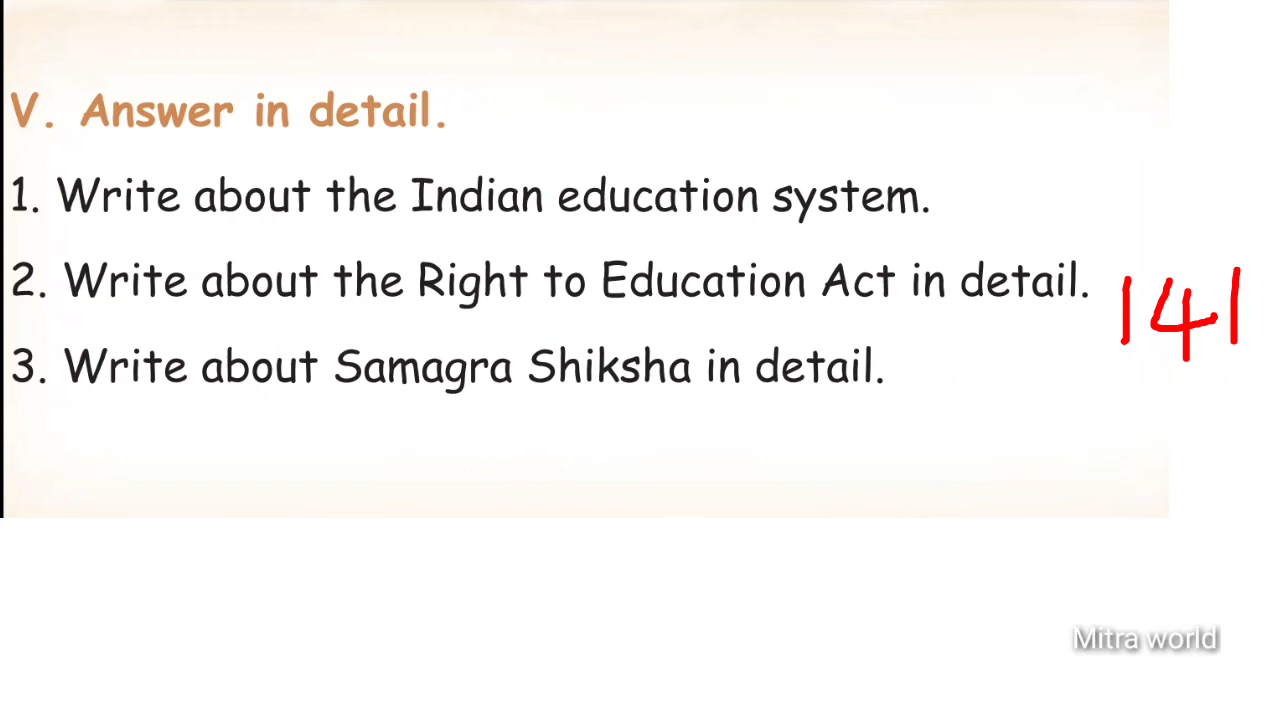 V. Answer in detail.
1. Write about the Indian education system.
2. Write about the Right to Education Act in detail. 141
3. Write about Samagra Shiksha in detail.
Mitra world